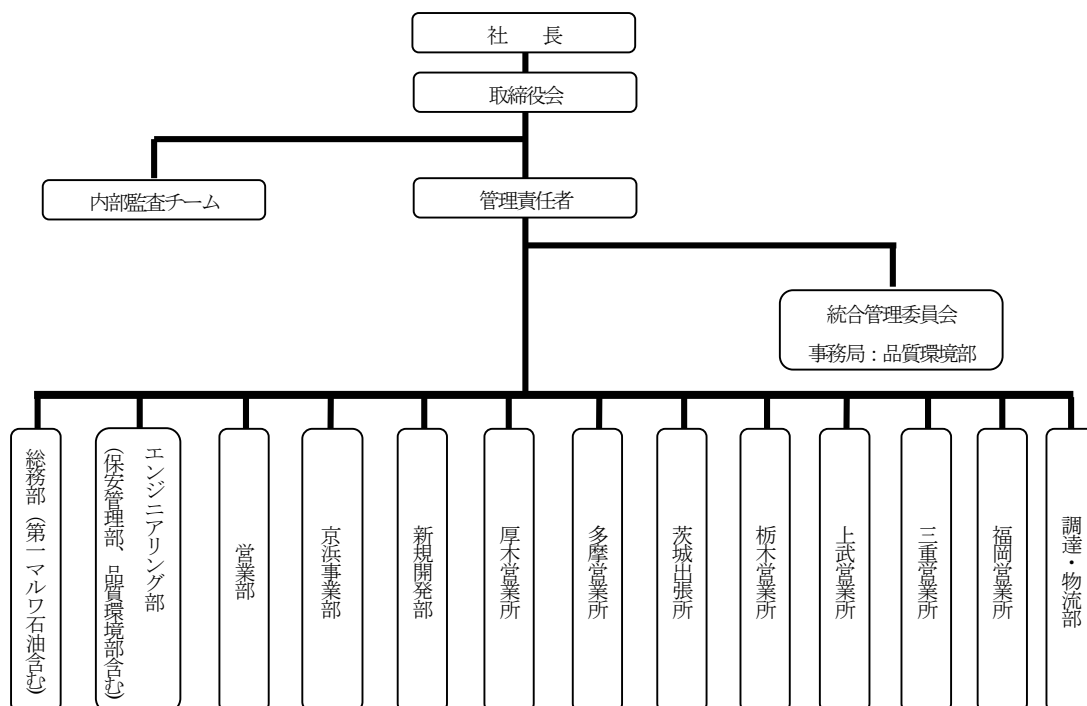 社　　長
取締役会
内部監査チーム
管理責任者
統合管理委員会
事務局：品質環境部
総務部（第一マルワ石油含む）
エンジニアリング部
（保安管理部、品質環境部含む）
営業部
京浜事業部
新規開発部
厚木営業所
多摩営業所
茨城出張所
栃木営業所
上武営業所
三重営業所
福岡営業所
調達・物流部